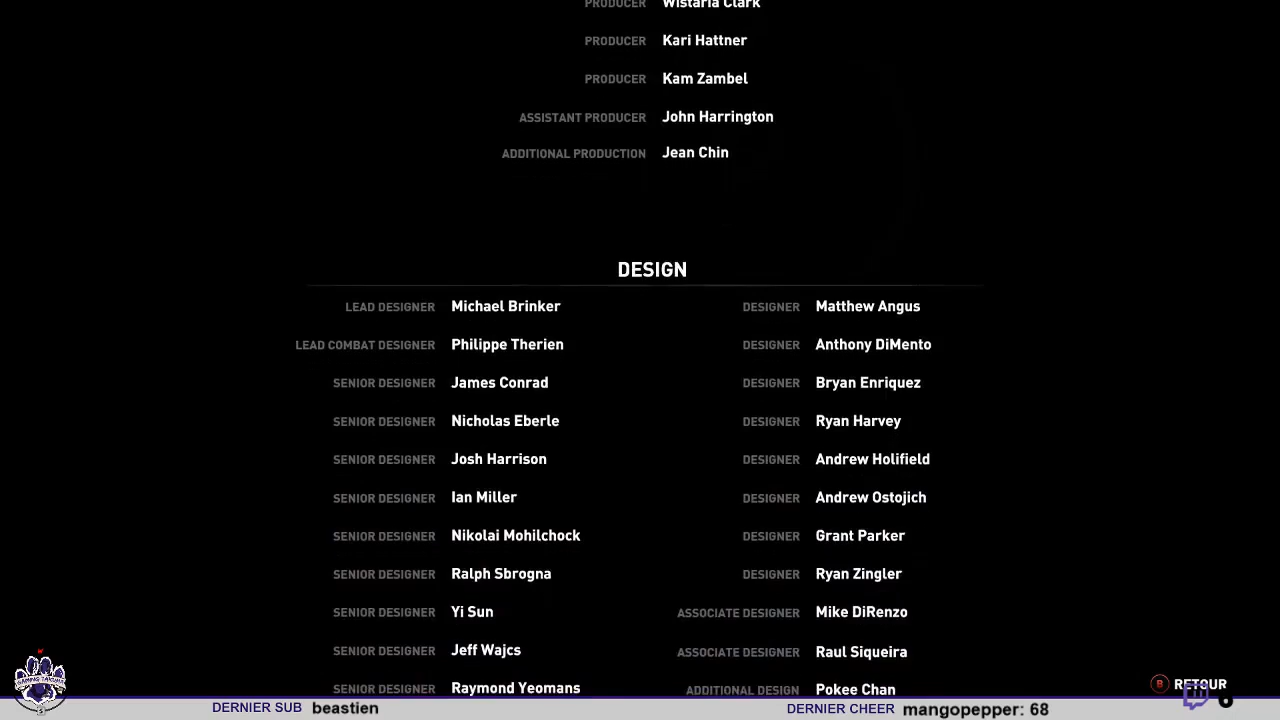 PRODUCER Wistaria Clark
PRODUCER Kari Hattner
PRODUCER Kam Zambel
ASSISTANT PRODUCER John Harrington
ADDITIONAL PRODUCTION Jean Chin
DESIGN
LEAD DESIGNER Michael Brinker
LEAD COMBAT DESIGNER Philippe Therien
SENIOR DESIGNER James Conrad
SENIOR DESIGNER Nicholas Eberle
SENIOR DESIGNER Josh Harrison
SENIOR DESIGNER Ian Miller
SENIOR DESIGNER Nikolai Mohilchock
SENIOR DESIGNER Ralph Sbrogna
SENIOR DESIGNER Yi Sun
SENIOR DESIGNER Jeff Wajcs
SENIOR DESIGNER Raymond Yeomans
DESIGNER Matthew Angus
DESIGNER Anthony DiMento
DESIGNER Bryan Enriquez
DESIGNER Ryan Harvey
DESIGNER Andrew Holifield
DESIGNER Andrew Ostojich
DESIGNER Grant Parker
DESIGNER Ryan Zingler
ASSOCIATE DESIGNER Mike DiRenzo
ASSOCIATE DESIGNER Raul Siqueira
ADDITIONAL DESIGN Pokee Chan
B RETOUR
6
DERNIER SUB beastien
DERNIER CHEER mangopepper: 68